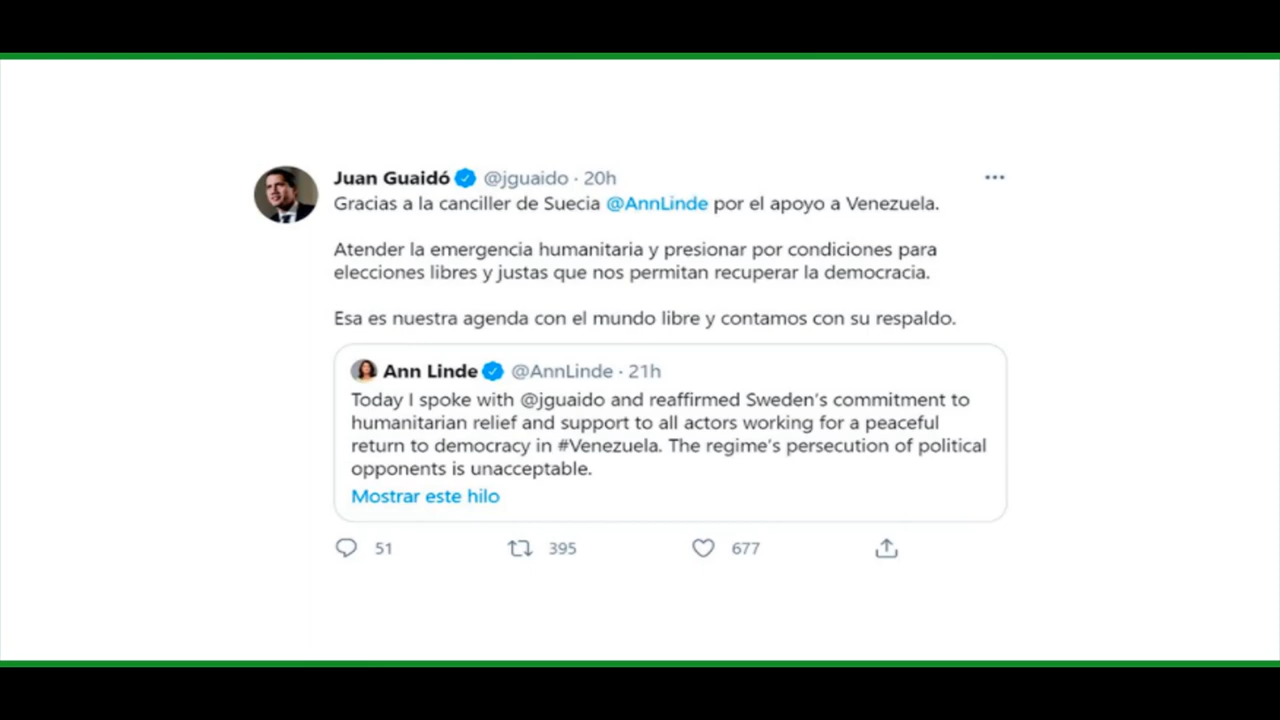 Juan Guaidó @jguaido · 20h
Gracias a la canciller de Suecia @AnnLinde por el apoyo a Venezuela.
Atender la emergencia humanitaria y presionar por condiciones para
elecciones libres y justas que nos permitan recuperar la democracia.
Esa es nuestra agenda con el mundo libre y contamos con su respaldo.
Ann Linde @AnnLinde · 21h
Today I spoke with @jguaido and reaffirmed Sweden's commitment to
humanitarian relief and support to all actors working for a peaceful
return to democracy in #Venezuela. The regime's persecution of political
opponents is unacceptable.
Mostrar este hilo
51 395 677